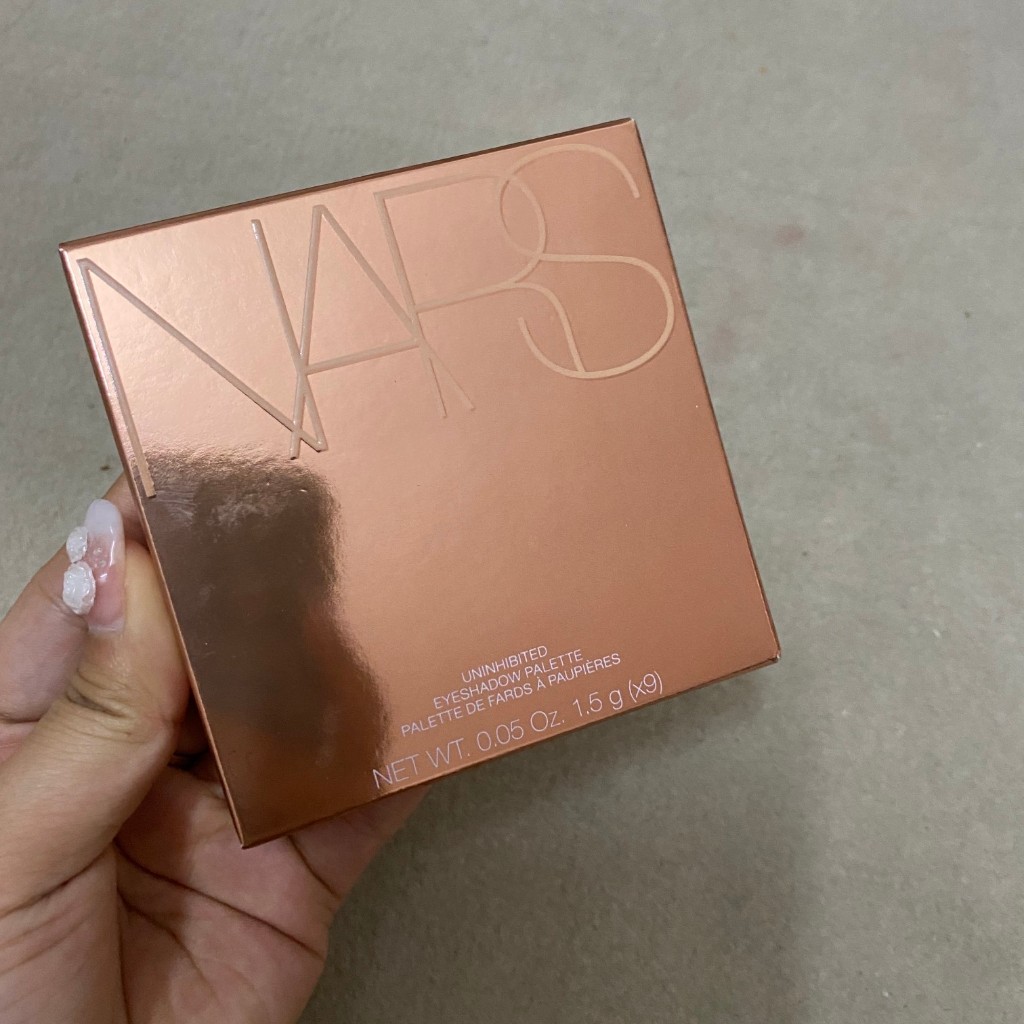 NARS
UNINHIBITED
EYESHADOW PALETTE
PALETTE DE FARDS À PAUPIÈRES
NET WT. 0.05 Oz. 1.5 g (x9)